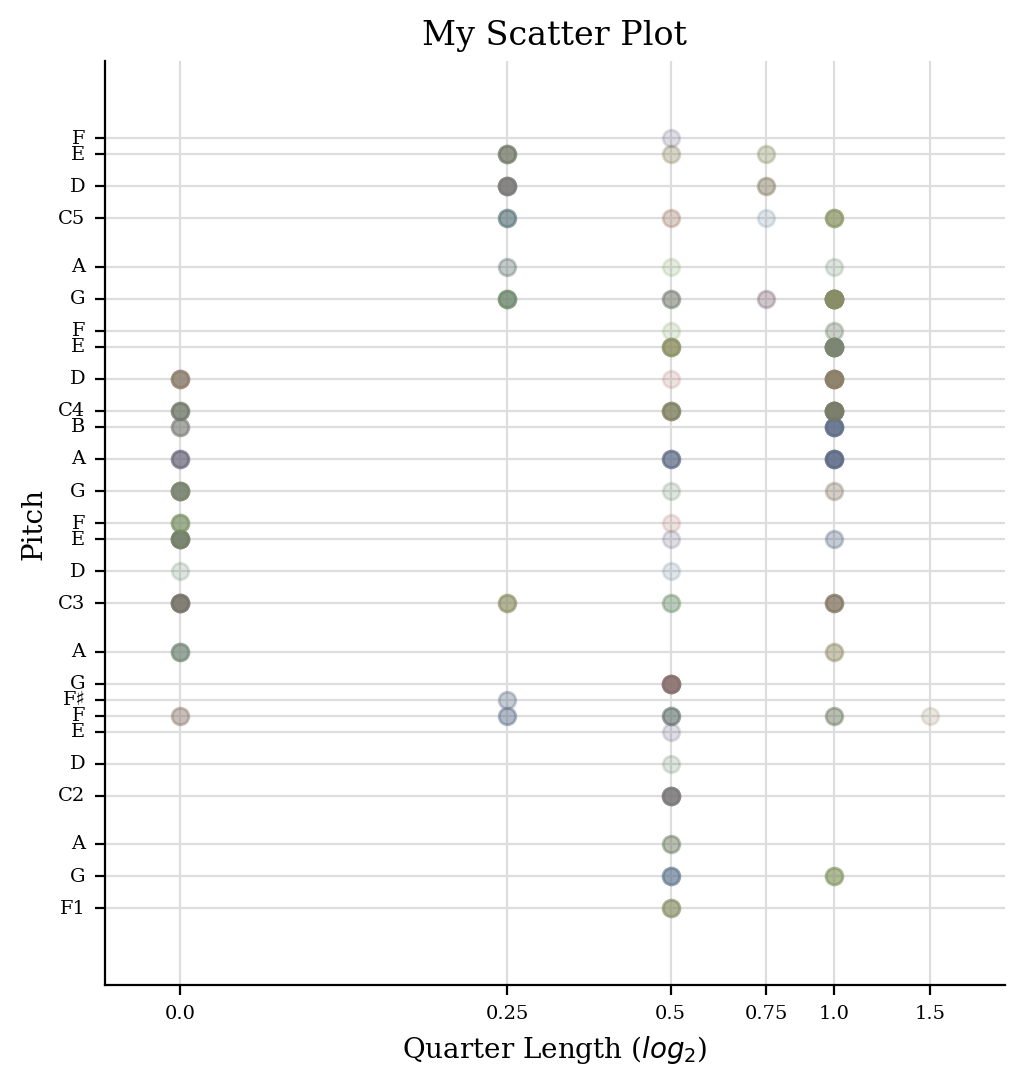 My Scatter Plot
F
E
D
C5
A
G
F
E
D
C4
B
A
G
F
E
D
C3
A
G
F♯
F
E
D
C2
A
G
F1
Pitch
0.0 0.25 0.5 0.75 1.0 1.5
Quarter Length (log₂)